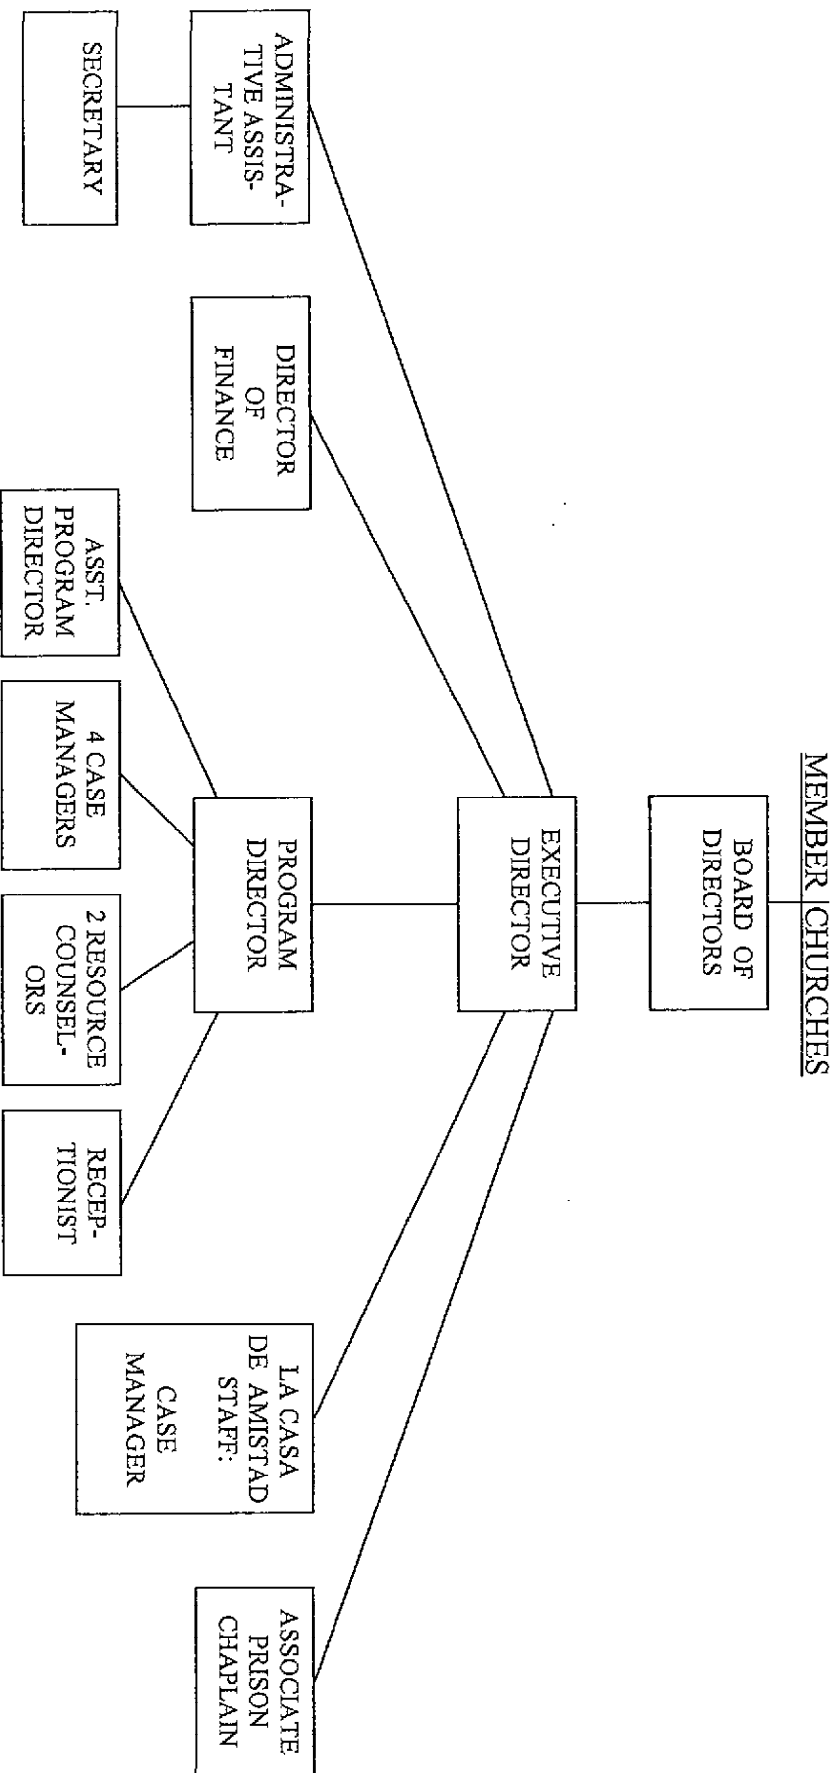 MEMBER CHURCHES
BOARD OF
DIRECTORS
EXECUTIVE
DIRECTOR
ADMINISTRA-
TIVE ASSIS-
TANT
DIRECTOR
OF
FINANCE
PROGRAM
DIRECTOR
LA CASA
DE AMISTAD
STAFF:
CASE
MANAGER
ASSOCIATE
PRISON
CHAPLAIN
SECRETARY
ASST.
PROGRAM
DIRECTOR
4 CASE
MANAGERS
2 RESOURCE
COUNSEL-
ORS
RECEP-
TIONIST